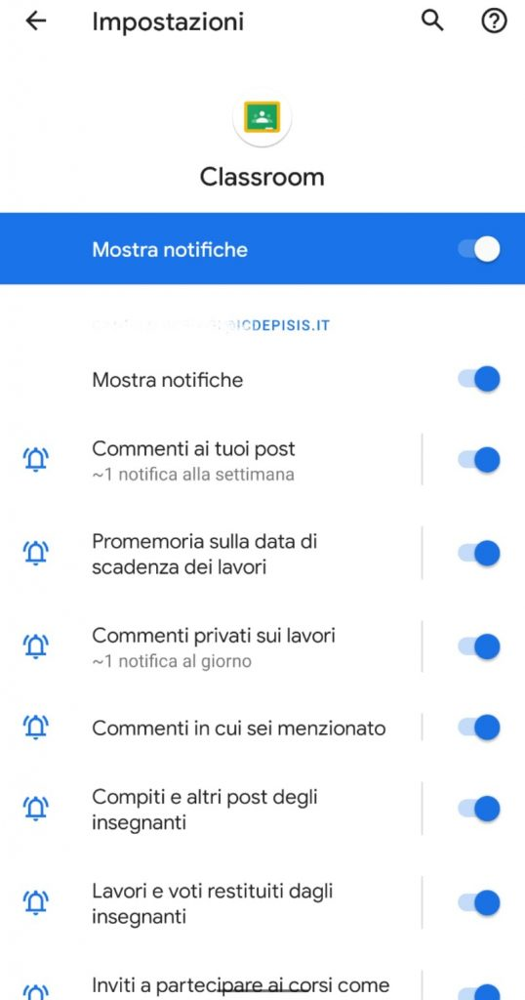 Impostazioni
Classroom
Mostra notifiche
ICDEPISIS.IT
Mostra notifiche
Commenti ai tuoi post
~1 notifica alla settimana
Promemoria sulla data di
scadenza dei lavori
Commenti privati sui lavori
~1 notifica al giorno
Commenti in cui sei menzionato
Compiti e altri post degli
insegnanti
Lavori e voti restituiti dagli
insegnanti
Inviti a partecipare ai corsi come